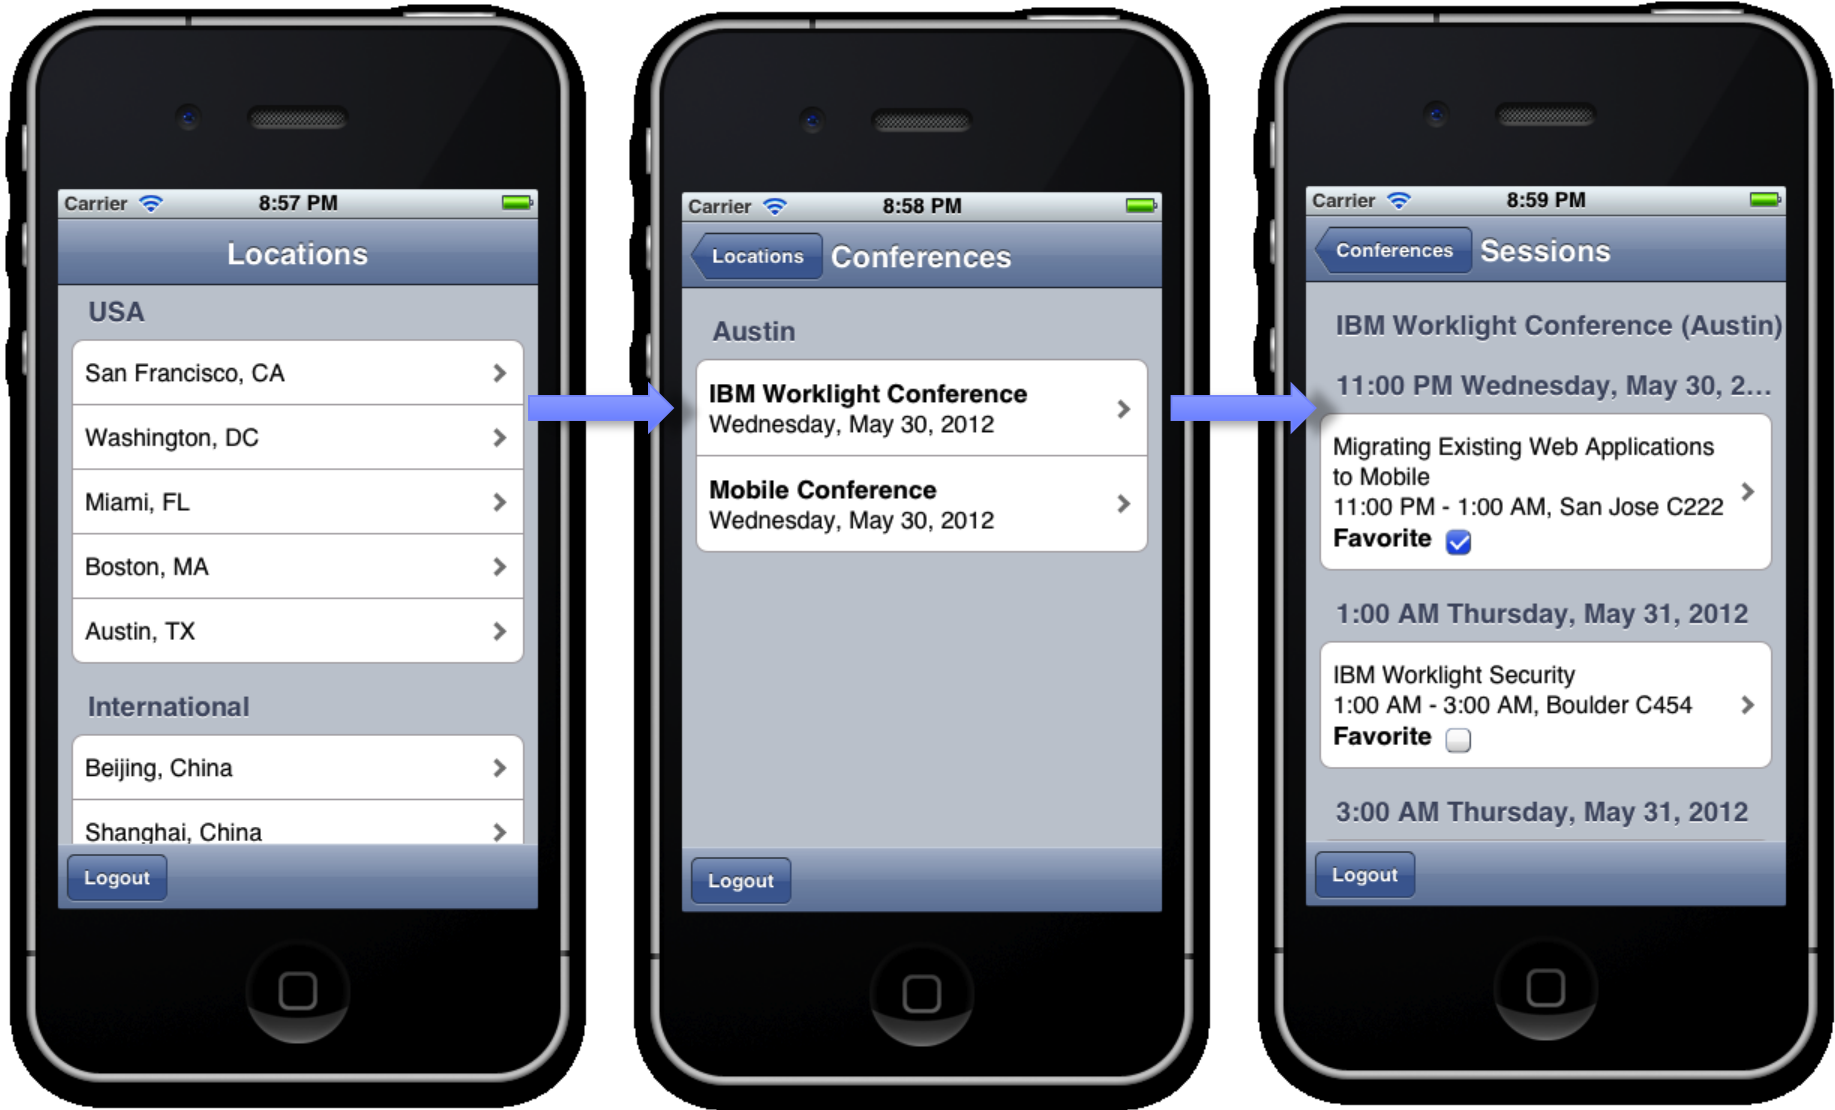 Carrier 8:57 PM
Locations
USA
San Francisco, CA
Washington, DC
Miami, FL
Boston, MA
Austin, TX
International
Beijing, China
Shanghai, China
Logout
Carrier 8:58 PM
Locations Conferences
Austin
IBM Worklight Conference
Wednesday, May 30, 2012
Mobile Conference
Wednesday, May 30, 2012
Logout
Carrier 8:59 PM
Conferences Sessions
IBM Worklight Conference (Austin)
11:00 PM Wednesday, May 30, 2...
Migrating Existing Web Applications
to Mobile
11:00 PM - 1:00 AM, San Jose C222
Favorite
1:00 AM Thursday, May 31, 2012
IBM Worklight Security
1:00 AM - 3:00 AM, Boulder C454
Favorite
3:00 AM Thursday, May 31, 2012
Logout